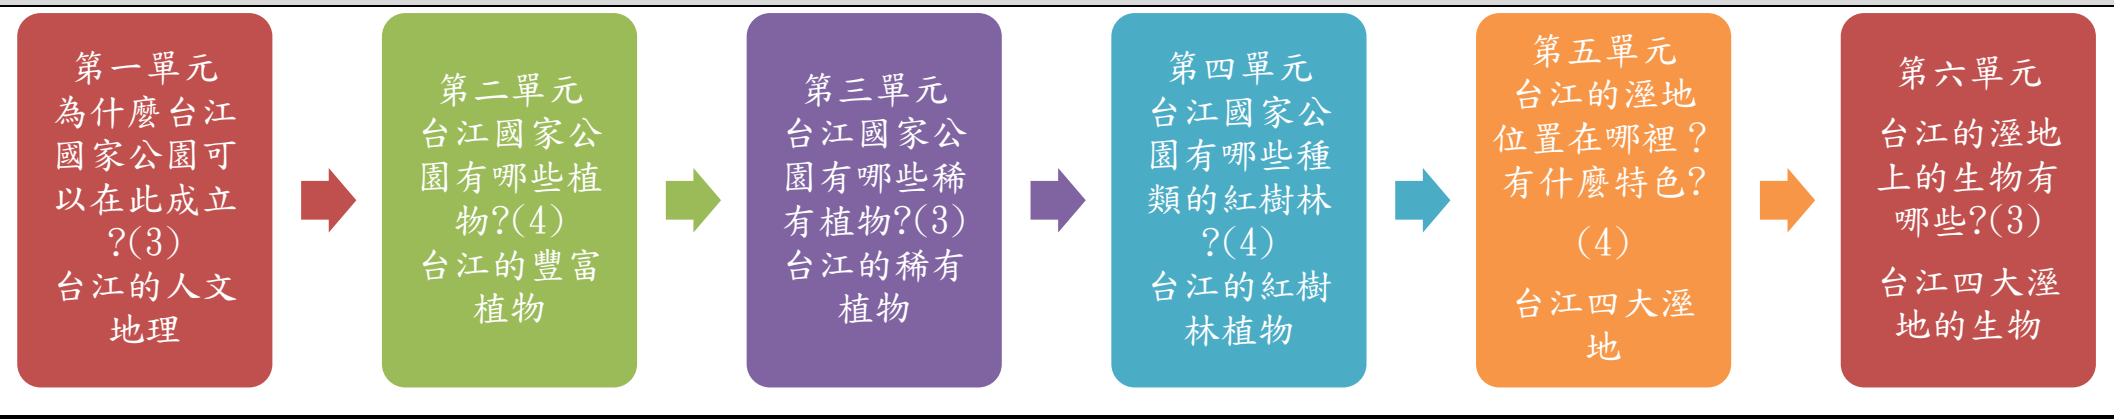 第一單元
為什麼台江
國家公園可
以在此成立
?(3)
台江的人文
地理
第二單元
台江國家公
園有哪些植
物?(4)
台江的豐富
植物
第三單元
台江國家公
園有哪些稀
有植物?(3)
台江的稀有
植物
第四單元
台江國家公
園有哪些種
類的紅樹林
?(4)
台江的紅樹
林植物
第五單元
台江的溼地
位置在哪裡？
有什麼特色?
(4)
台江四大溼
地
第六單元
台江的溼地
上的生物有
哪些?(3)
台江四大溼
地的生物